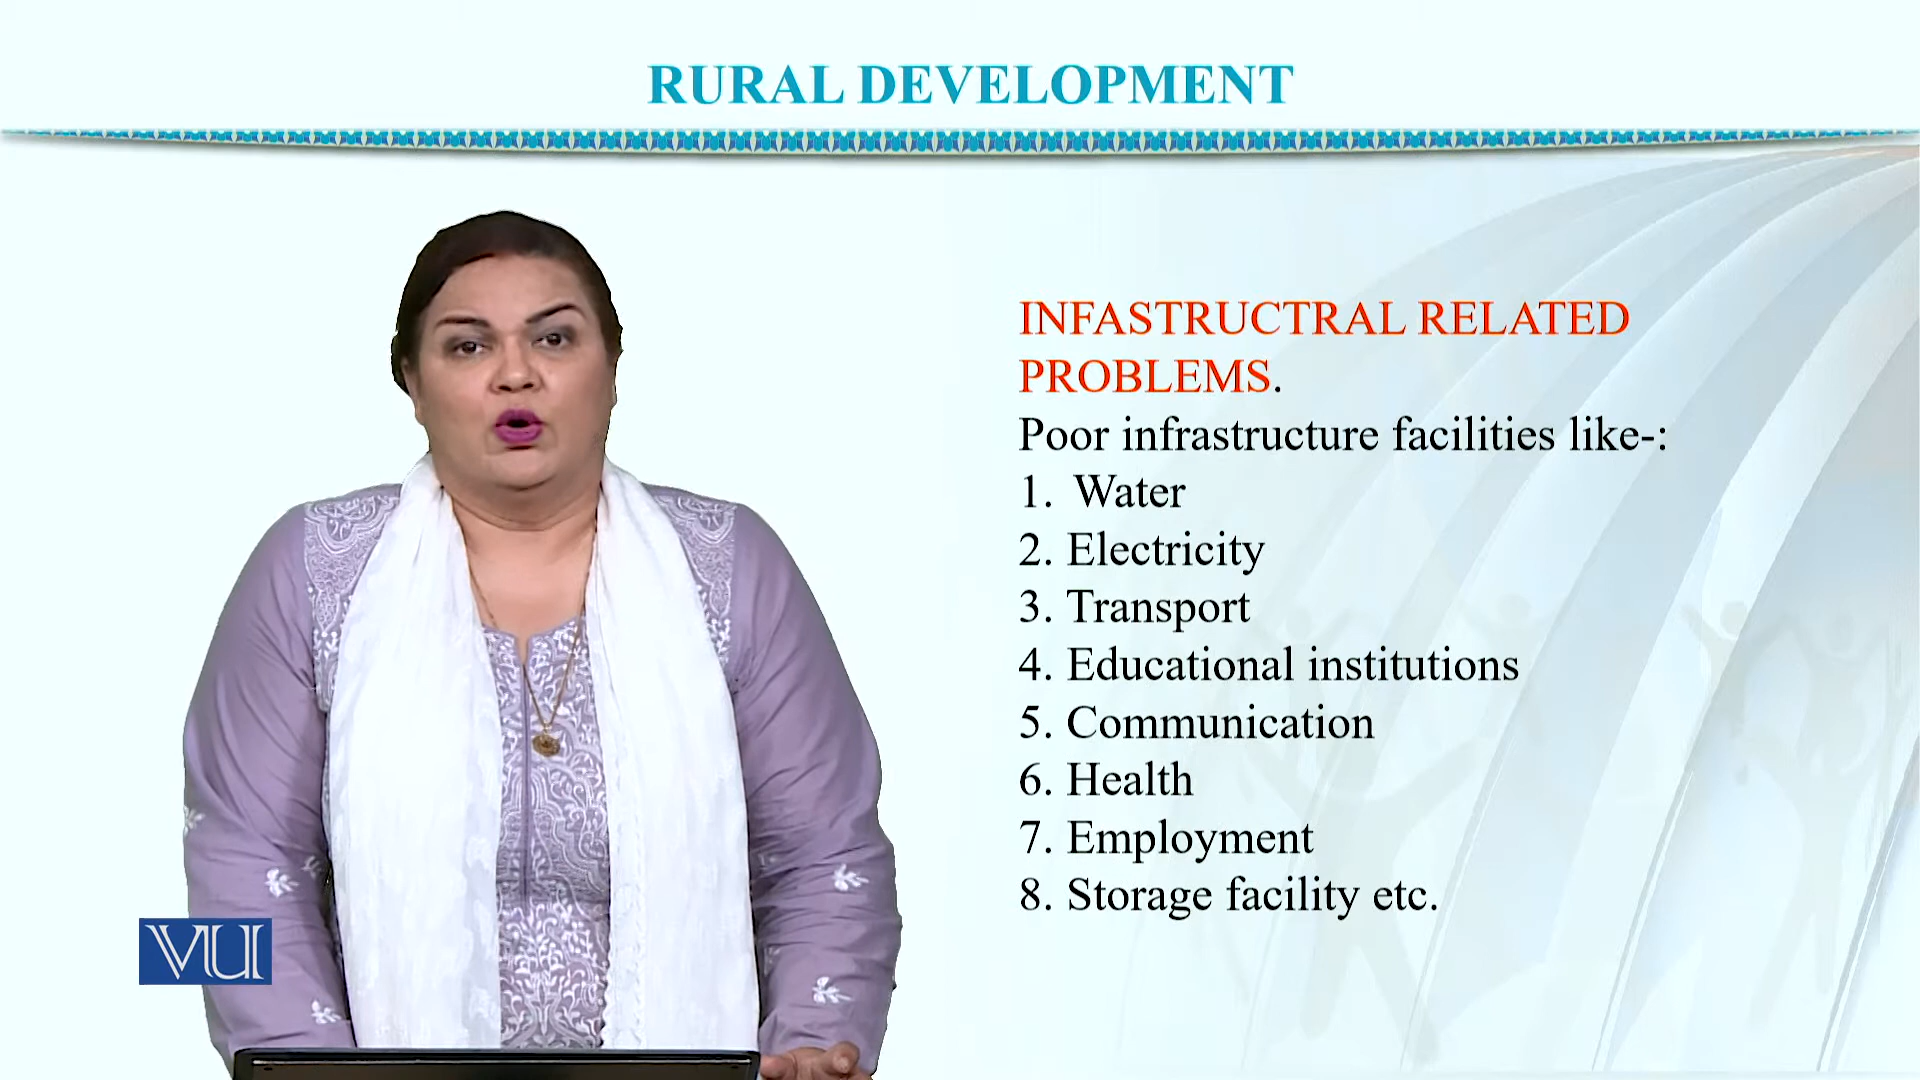 RURAL DEVELOPMENT
INFASTRUCTRAL RELATED
PROBLEMS.
Poor infrastructure facilities like-:
1. Water
2. Electricity
3. Transport
4. Educational institutions
5. Communication
6. Health
7. Employment
8. Storage facility etc.
VU